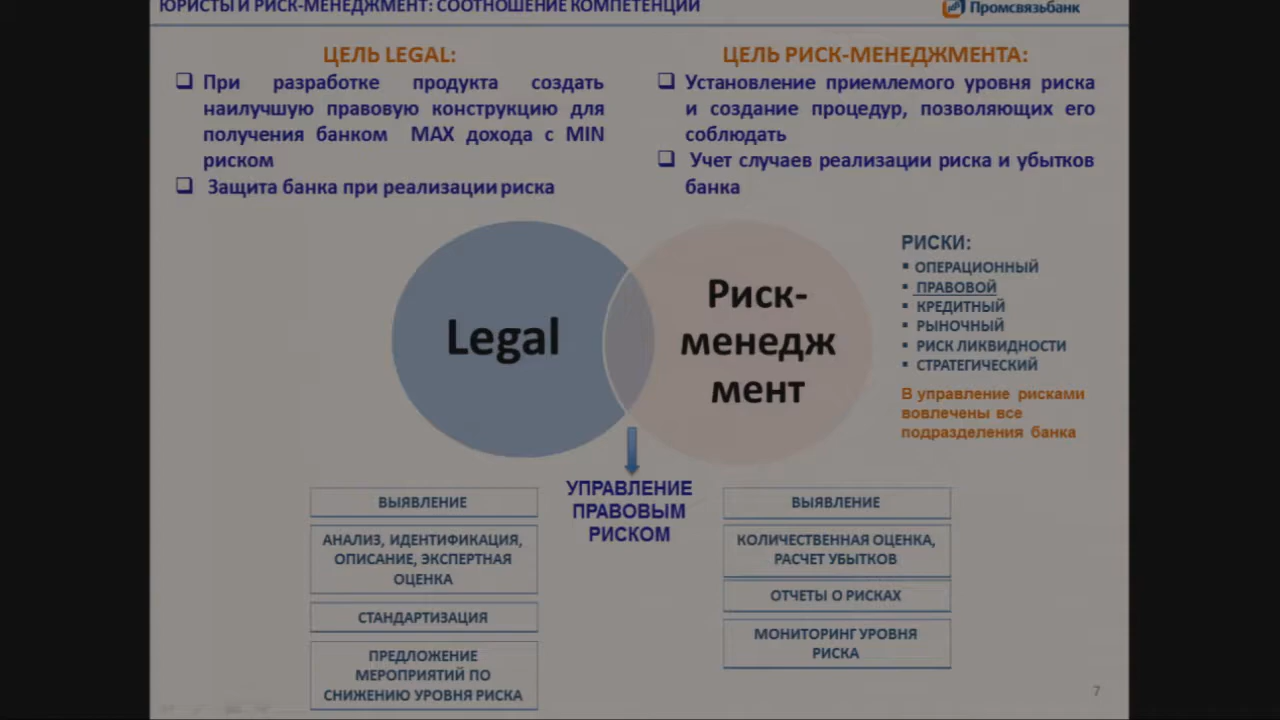 ЮРИСТЫ И РИСК-МЕНЕДЖМЕНТ: СООТНОШЕНИЕ КОМПЕТЕНЦИИ
Промсвязьбанк
ЦЕЛЬ LEGAL:
При разработке продукта создать
наилучшую правовую конструкцию для
получения банком MAX дохода с MIN
риском
Защита банка при реализации риска
ЦЕЛЬ РИСК-МЕНЕДЖМЕНТА:
Установление приемлемого уровня риска
и создание процедур, позволяющих его
соблюдать
Учет случаев реализации риска и убытков
банка
Legal
Риск-
менедж
мент
РИСКИ:
▪ ОПЕРАЦИОННЫЙ
▪ ПРАВОВОЙ
▪ КРЕДИТНЫЙ
▪ РЫНОЧНЫЙ
▪ РИСК ЛИКВИДНОСТИ
▪ СТРАТЕГИЧЕСКИЙ
В управление рисками
вовлечены все
подразделения банка
УПРАВЛЕНИЕ
ПРАВОВЫМ
РИСКОМ
ВЫЯВЛЕНИЕ
АНАЛИЗ, ИДЕНТИФИКАЦИЯ,
ОПИСАНИЕ, ЭКСПЕРТНАЯ
ОЦЕНКА
СТАНДАРТИЗАЦИЯ
ПРЕДЛОЖЕНИЕ
МЕРОПРИЯТИЙ ПО
СНИЖЕНИЮ УРОВНЯ РИСКА
ВЫЯВЛЕНИЕ
КОЛИЧЕСТВЕННАЯ ОЦЕНКА,
РАСЧЕТ УБЫТКОВ
ОТЧЕТЫ О РИСКАХ
МОНИТОРИНГ УРОВНЯ
РИСКА
7